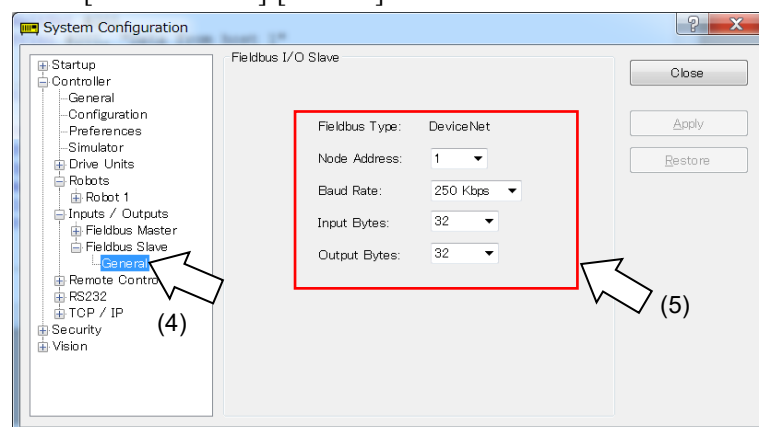 System Configuration
Startup
Controller
General
Configuration
Preferences
Simulator
Drive Units
Robots
Robot 1
Inputs / Outputs
Fieldbus Master
Fieldbus Slave
General
Remote Contro
RS232
TCP / IP
Security
Vision
(4)
Fieldbus I/O Slave
Fieldbus Type: DeviceNet
Node Address: 1
Baud Rate: 250 Kbps
Input Bytes: 32
Output Bytes: 32
(5)
Close
Apply
Restore